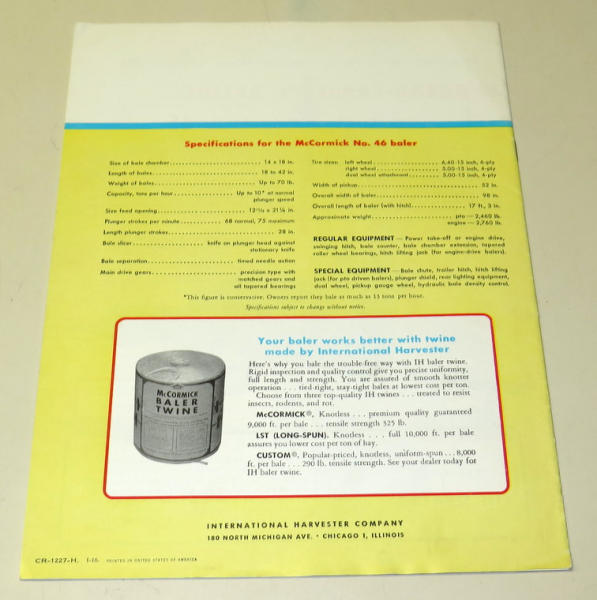 Specifications for the McCormick No. 46 baler
Size of bale chamber.......................... 14 x 18 in.
Length of bales.............................. 18 to 42 in.
Weight of bales............................. Up to 70 lb.
Capacity, tons per hour.............. Up to 10* at normal
plunger speed
Size feed opening.....................
Plunger strokes per minute........... 68 normal, 75 maximum
Length plunger strokes........................... 28 in.
Bale slicer............... knife on plunger head against
stationary knife
Bale separation..................... timed needle action
Main drive gears.................... precision type with
matched gears and
all tapered bearings
Tire sizes: left wheel................ 6.40-15 inch, 4-ply
right wheel............... 5.00-15 inch, 4-ply
dual wheel attachment..... 5.00-15 inch, 4-ply
Width of pickup................................. 52 in.
Overall width of baler.......................... 98 in.
Overall length of baler (with hitch)......... 17 ft., 3 in.
Approximate weight..................... pto — 2,460 lb.
engine — 2,760 lb.
REGULAR EQUIPMENT — Power take-off or engine drive,
swinging hitch, bale counter, bale chamber extension, tapered
roller wheel bearings, hitch lifting jack (for engine-drive balers).
SPECIAL EQUIPMENT — Bale chute, trailer hitch, hitch lifting
jack (for pto driven balers), plunger shield, rear lighting equipment,
dual wheel, pickup gauge wheel, hydraulic bale density control.
*This figure is conservative. Owners report they bale as much as 15 tons per hour.
Specifications subject to change without notice.
McCORMICK
BALER
TWINE
Your baler works better with twine
made by International Harvester
Here's why you bale the trouble-free way with IH baler twine.
Rigid inspection and quality control give you precise uniformity,
full length and strength. You are assured of smooth knotter
operation . . . tied-right, stay-tight bales at lowest cost per ton.
Choose from three top-quality IH twines . . . treated to resist
insects, rodents, and rot.
McCORMICK®, Knotless . . . premium quality guaranteed
9,000 ft. per bale . . . tensile strength 325 lb.
LST (LONG-SPUN), Knotless . . . full 10,000 ft. per bale
assures you lower cost per ton of hay.
CUSTOM®, Popular-priced, knotless, uniform-spun . . . 8,000
ft. per bale . . . 290 lb. tensile strength. See your dealer today for
IH baler twine.
INTERNATIONAL HARVESTER COMPANY
180 NORTH MICHIGAN AVE. • CHICAGO 1, ILLINOIS
CR-1227-H. 1-16. PRINTED IN UNITED STATES OF AMERICA